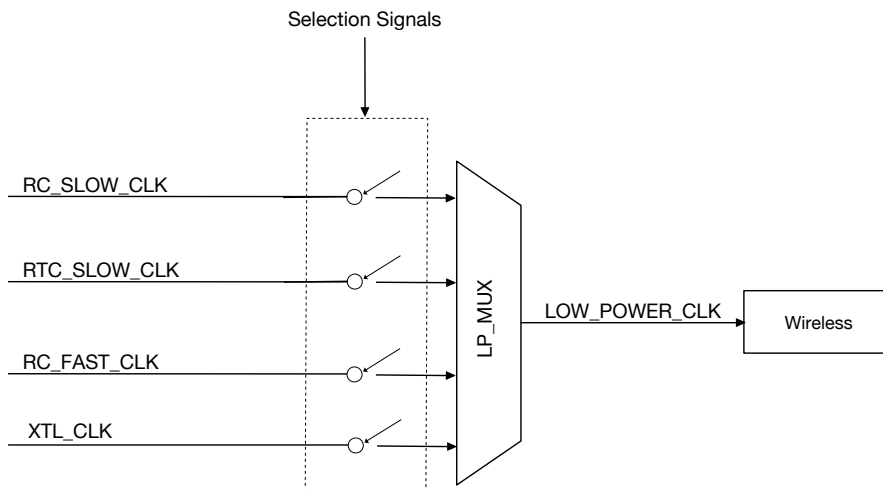 Selection Signals
RC_SLOW_CLK
RTC_SLOW_CLK
RC_FAST_CLK
XTL_CLK
LP_MUX
LOW_POWER_CLK
Wireless